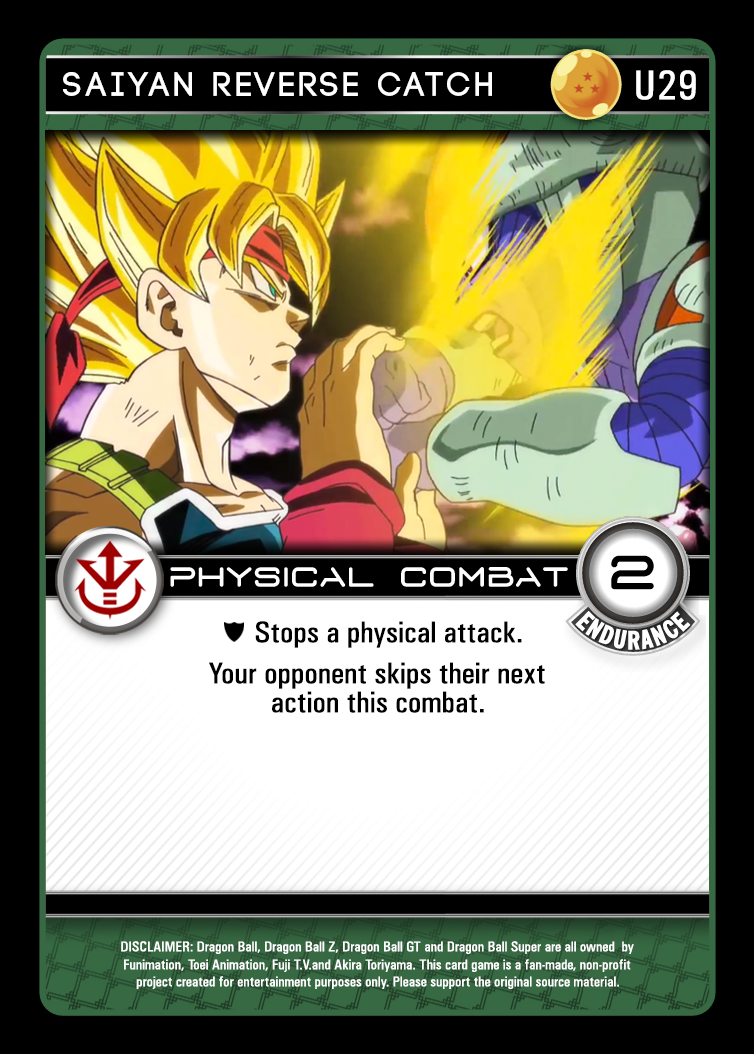 SAIYAN REVERSE CATCH U29
PHYSICAL COMBAT 2
ENDURANCE
Stops a physical attack.
Your opponent skips their next
action this combat.
DISCLAIMER: Dragon Ball, Dragon Ball Z, Dragon Ball GT and Dragon Ball Super are all owned by
Funimation, Toei Animation, Fuji T.V.and Akira Toriyama. This card game is a fan-made, non-profit
project created for entertainment purposes only. Please support the original source material.